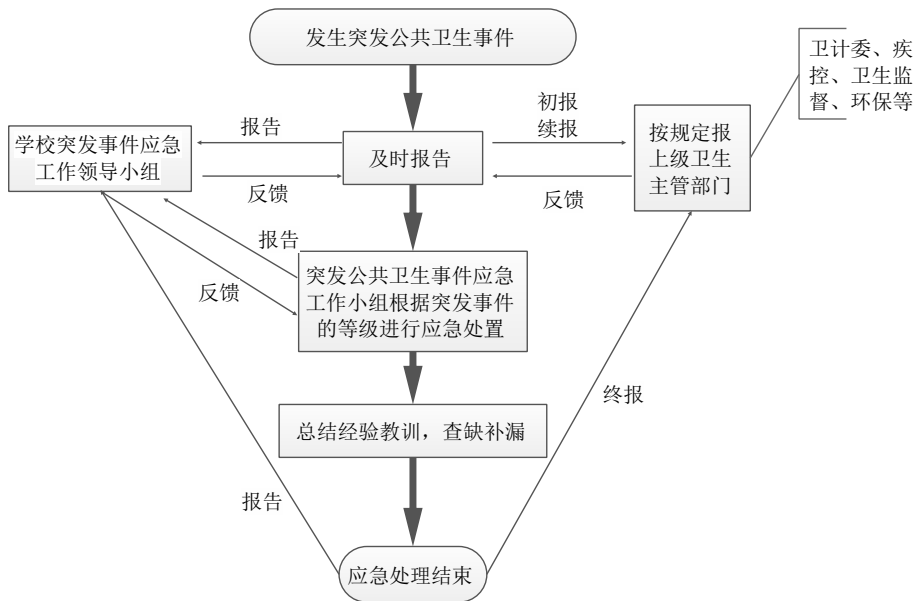 发生突发公共卫生事件
卫计委、疾
控、卫生监
督、环保等
报告
初报
续报
学校突发事件应急
工作领导小组
及时报告
按规定报
上级卫生
主管部门
反馈
反馈
报告
突发公共卫生事件应急
工作小组根据突发事件
的等级进行应急处置
反馈
终报
总结经验教训，查缺补漏
报告
应急处理结束